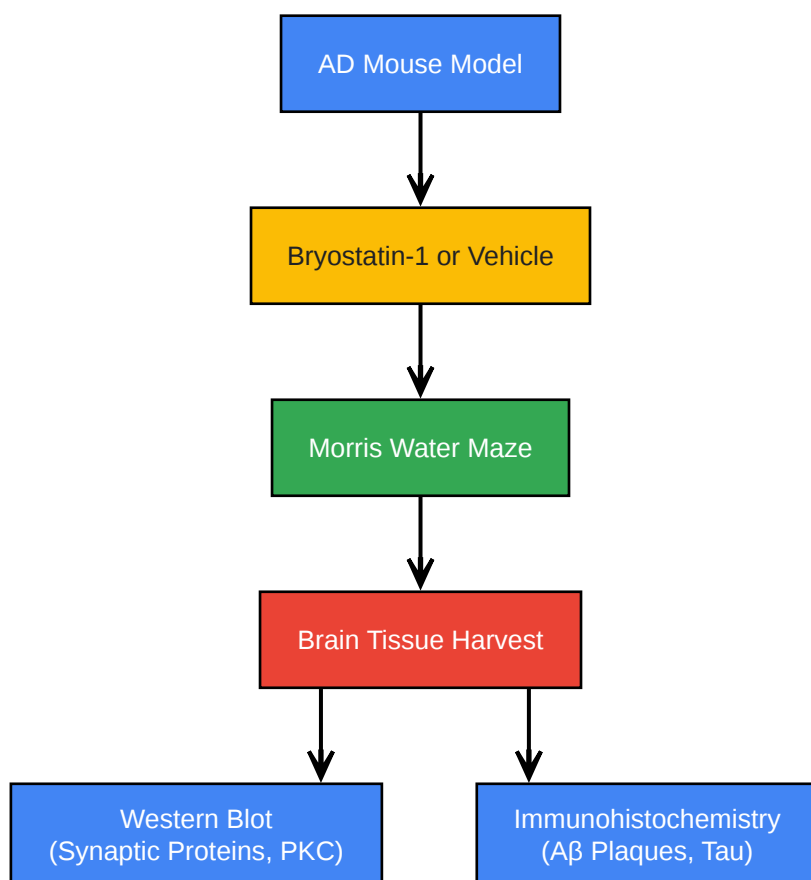 AD Mouse Model
Bryostatin-1 or Vehicle
Morris Water Maze
Brain Tissue Harvest
Western Blot
(Synaptic Proteins, PKC)
Immunohistochemistry
(Aβ Plaques, Tau)